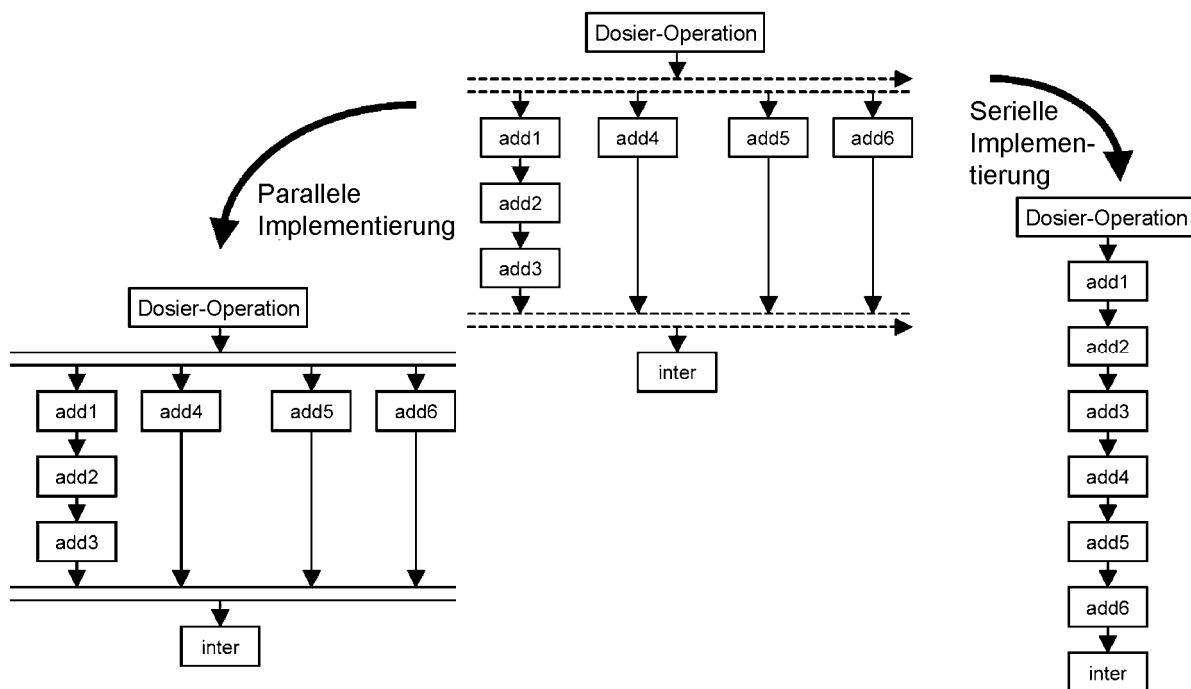 Dosier-Operation
add1
add4
add5
add6
add2
add3
inter
Parallele
Implementierung
Dosier-Operation
add1
add4
add5
add6
add2
add3
inter
Serielle
Implemen-
tierung
Dosier-Operation
add1
add2
add3
add4
add5
add6
inter